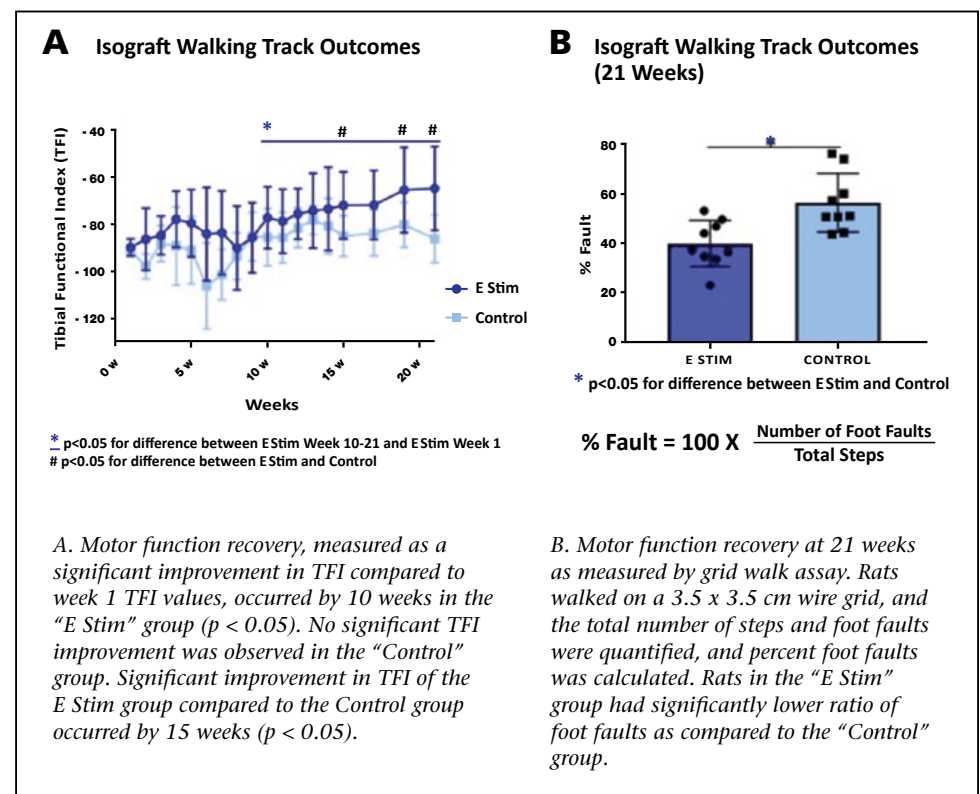 A Isograft Walking Track Outcomes
Tibial Functional Index (TFI)
- 40
- 60
- 80
- 100
- 120
*
#
#
#
E Stim
Control
0 w
5 w
10 w
15 w
20 w
Weeks
* p<0.05 for difference between E Stim Week 10-21 and E Stim Week 1
# p<0.05 for difference between E Stim and Control
A. Motor function recovery, measured as a
significant improvement in TFI compared to
week 1 TFI values, occurred by 10 weeks in the
“E Stim” group (p < 0.05). No significant TFI
improvement was observed in the “Control”
group. Significant improvement in TFI of the
E Stim group compared to the Control group
occurred by 15 weeks (p < 0.05).
B Isograft Walking Track Outcomes
(21 Weeks)
% Fault
80
60
40
20
0
*
E STIM
CONTROL
* p<0.05 for difference between E Stim and Control
% Fault = 100 X Number of Foot Faults
Total Steps
B. Motor function recovery at 21 weeks
as measured by grid walk assay. Rats
walked on a 3.5 x 3.5 cm wire grid, and
the total number of steps and foot faults
were quantified, and percent foot faults
was calculated. Rats in the “E Stim”
group had significantly lower ratio of
foot faults as compared to the “Control”
group.